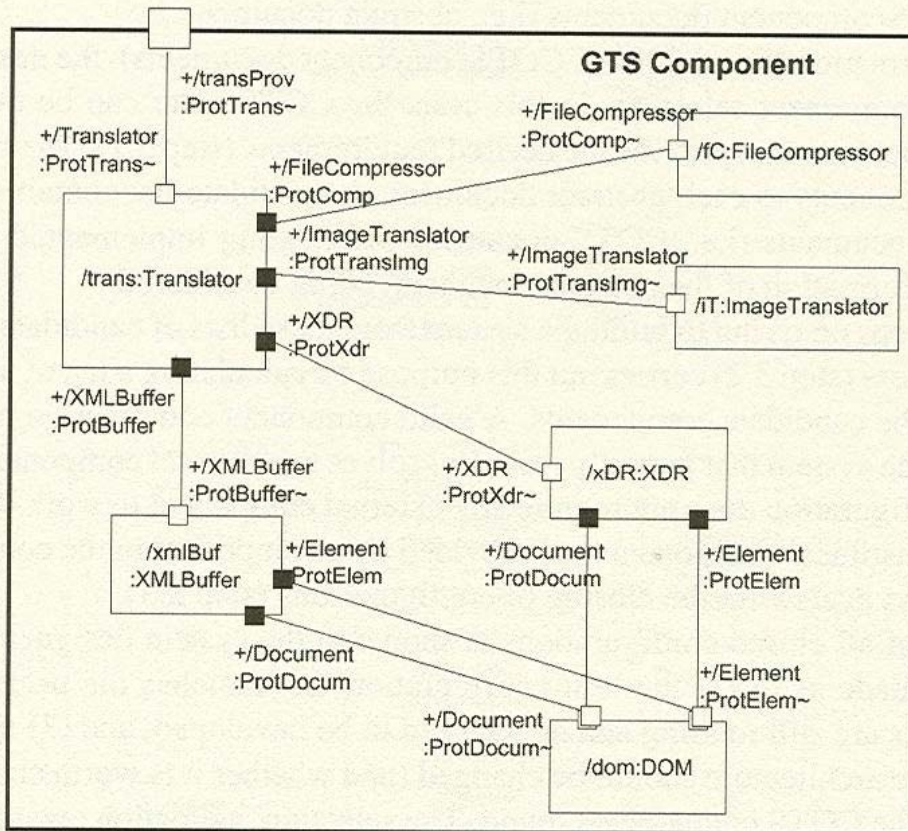 GTS Component
+/transProv
:ProtTrans~
+/Translator
:ProtTrans~
+/FileCompressor
:ProtComp~
/fC:FileCompressor
+/FileCompressor
:ProtComp
+/ImageTranslator
:ProtTransImg
+/ImageTranslator
:ProtTransImg~
/trans:Translator
/iT:ImageTranslator
+/XDR
:ProtXdr
+/XMLBuffer
:ProtBuffer
+/XMLBuffer
:ProtBuffer~
+/XDR
:ProtXdr~
/xDR:XDR
/xmlBuf
:XMLBuffer
+/Element
:ProtElem
+/Document
:ProtDocum
+/Element
:ProtElem
+/Document
:ProtDocum
+/Element
:ProtElem~
+/Document
:ProtDocum~
/dom:DOM